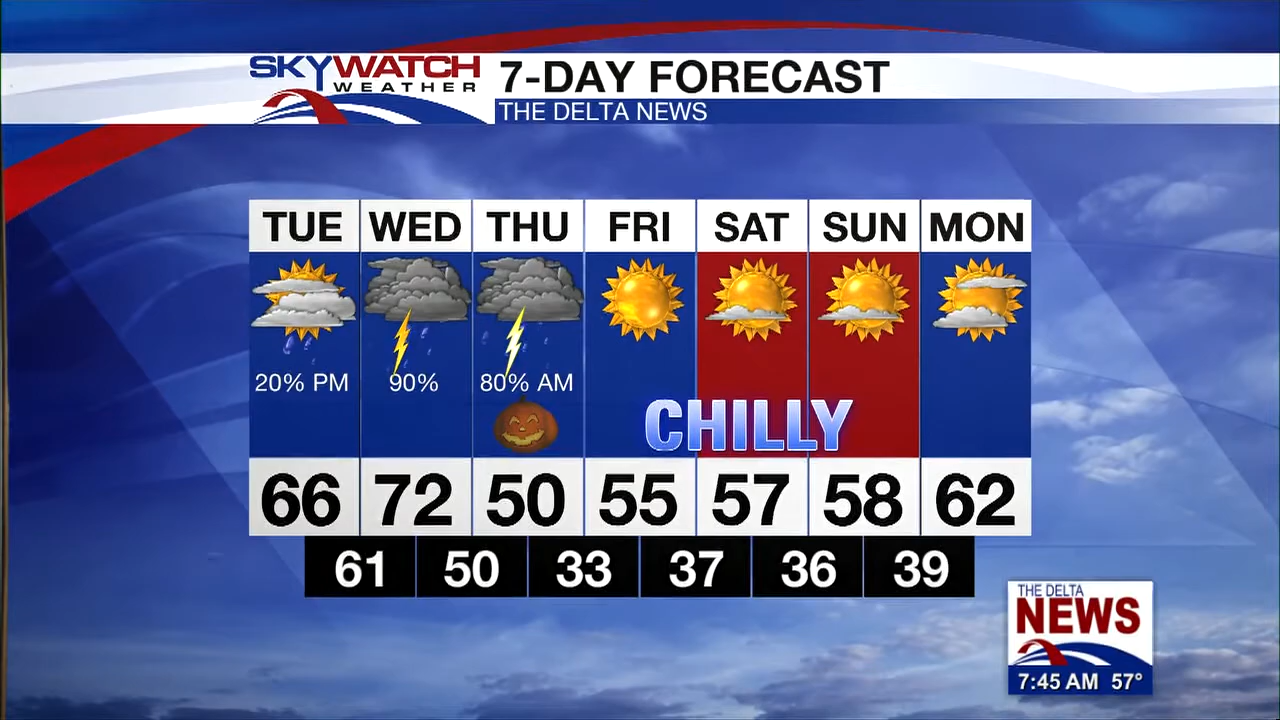 SKYWATCH
WEATHER
7-DAY FORECAST
THE DELTA NEWS
TUE WED THU FRI SAT SUN MON
20% PM 90% 80% AM
CHILLY
66 72 50 55 57 58 62
61 50 33 37 36 39
THE DELTA
NEWS
7:45 AM 57°